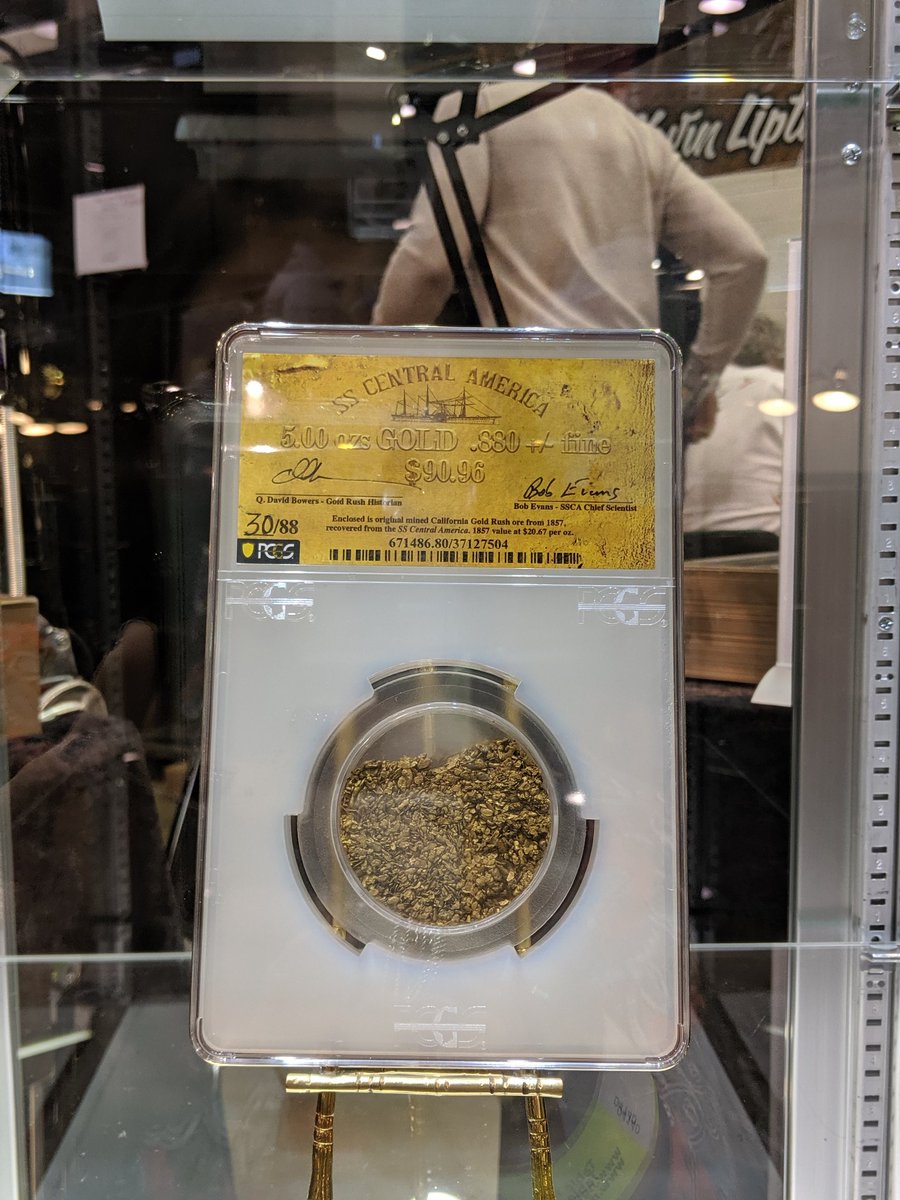 SS CENTRAL AMERICA
5.00 ozs GOLD .880 +/- fine
$90.96
Q. David Bowers - Gold Rush Historian
Bob Evans
Bob Evans - SSCA Chief Scientist
30/88
Enclosed is original mined California Gold Rush ore from 1857,
recovered from the SS Central America. 1857 value at $20.67 per oz.
PCGS
671486.80/37127504
PCGS
PCGS
PCGS